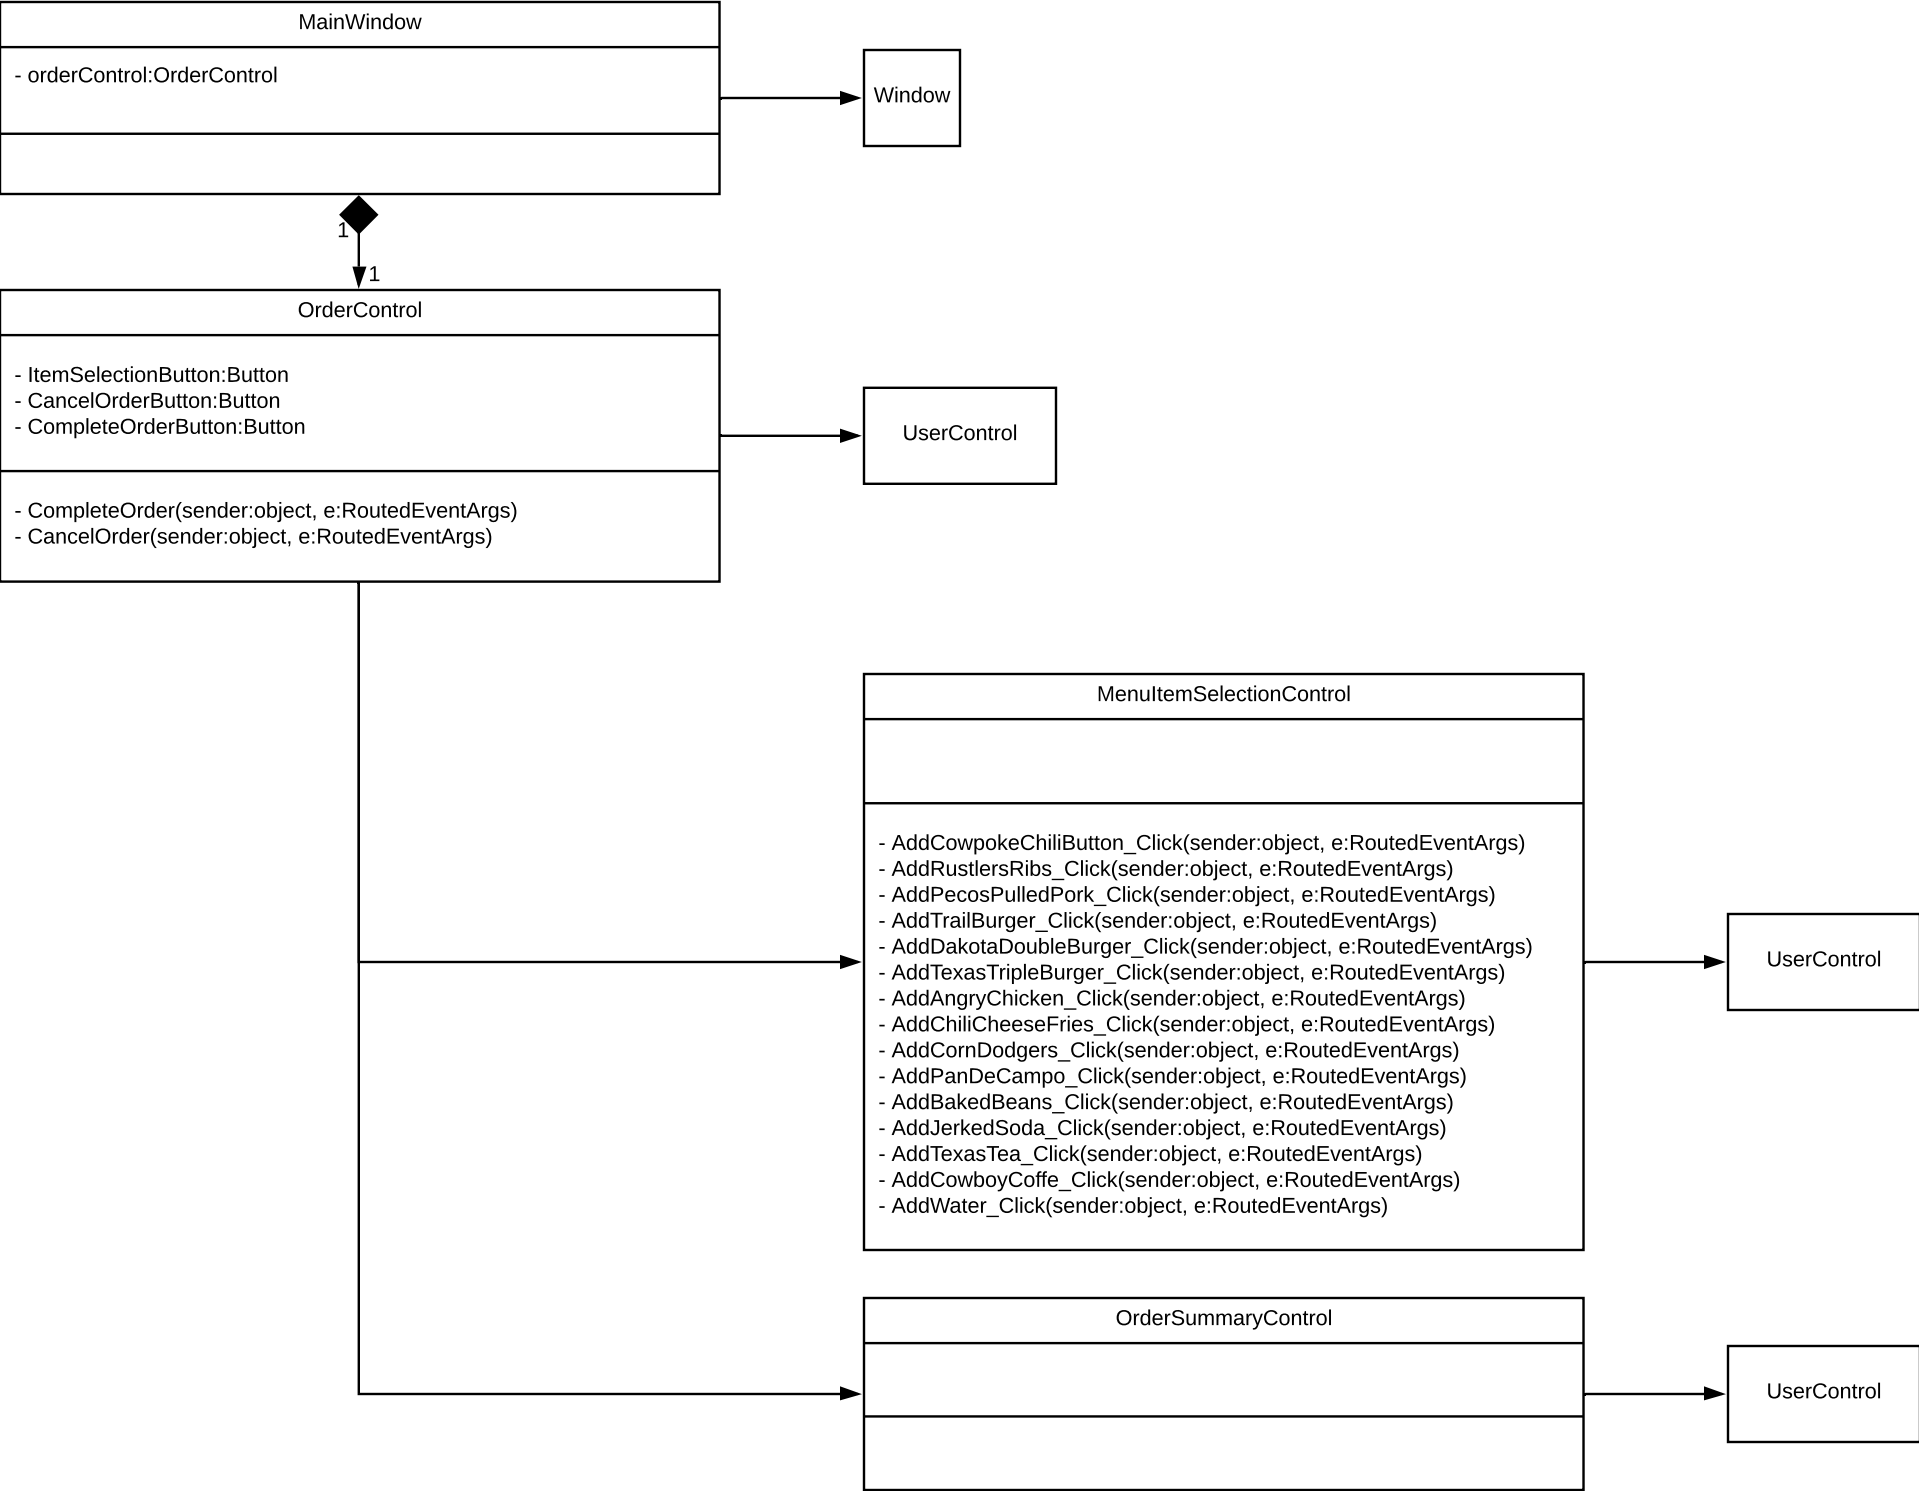 MainWindow
- orderControl:OrderControl
Window
1
1
OrderControl
- ItemSelectionButton:Button
- CancelOrderButton:Button
- CompleteOrderButton:Button
UserControl
- CompleteOrder(sender:object, e:RoutedEventArgs)
- CancelOrder(sender:object, e:RoutedEventArgs)
MenuItemSelectionControl
- AddCowpokeChiliButton_Click(sender:object, e:RoutedEventArgs)
- AddRustlersRibs_Click(sender:object, e:RoutedEventArgs)
- AddPecosPulledPork_Click(sender:object, e:RoutedEventArgs)
- AddTrailBurger_Click(sender:object, e:RoutedEventArgs)
- AddDakotaDoubleBurger_Click(sender:object, e:RoutedEventArgs)
- AddTexasTripleBurger_Click(sender:object, e:RoutedEventArgs)
- AddAngryChicken_Click(sender:object, e:RoutedEventArgs)
- AddChiliCheeseFries_Click(sender:object, e:RoutedEventArgs)
- AddCornDodgers_Click(sender:object, e:RoutedEventArgs)
- AddPanDeCampo_Click(sender:object, e:RoutedEventArgs)
- AddBakedBeans_Click(sender:object, e:RoutedEventArgs)
- AddJerkedSoda_Click(sender:object, e:RoutedEventArgs)
- AddTexasTea_Click(sender:object, e:RoutedEventArgs)
- AddCowboyCoffe_Click(sender:object, e:RoutedEventArgs)
- AddWater_Click(sender:object, e:RoutedEventArgs)
UserControl
OrderSummaryControl
UserControl